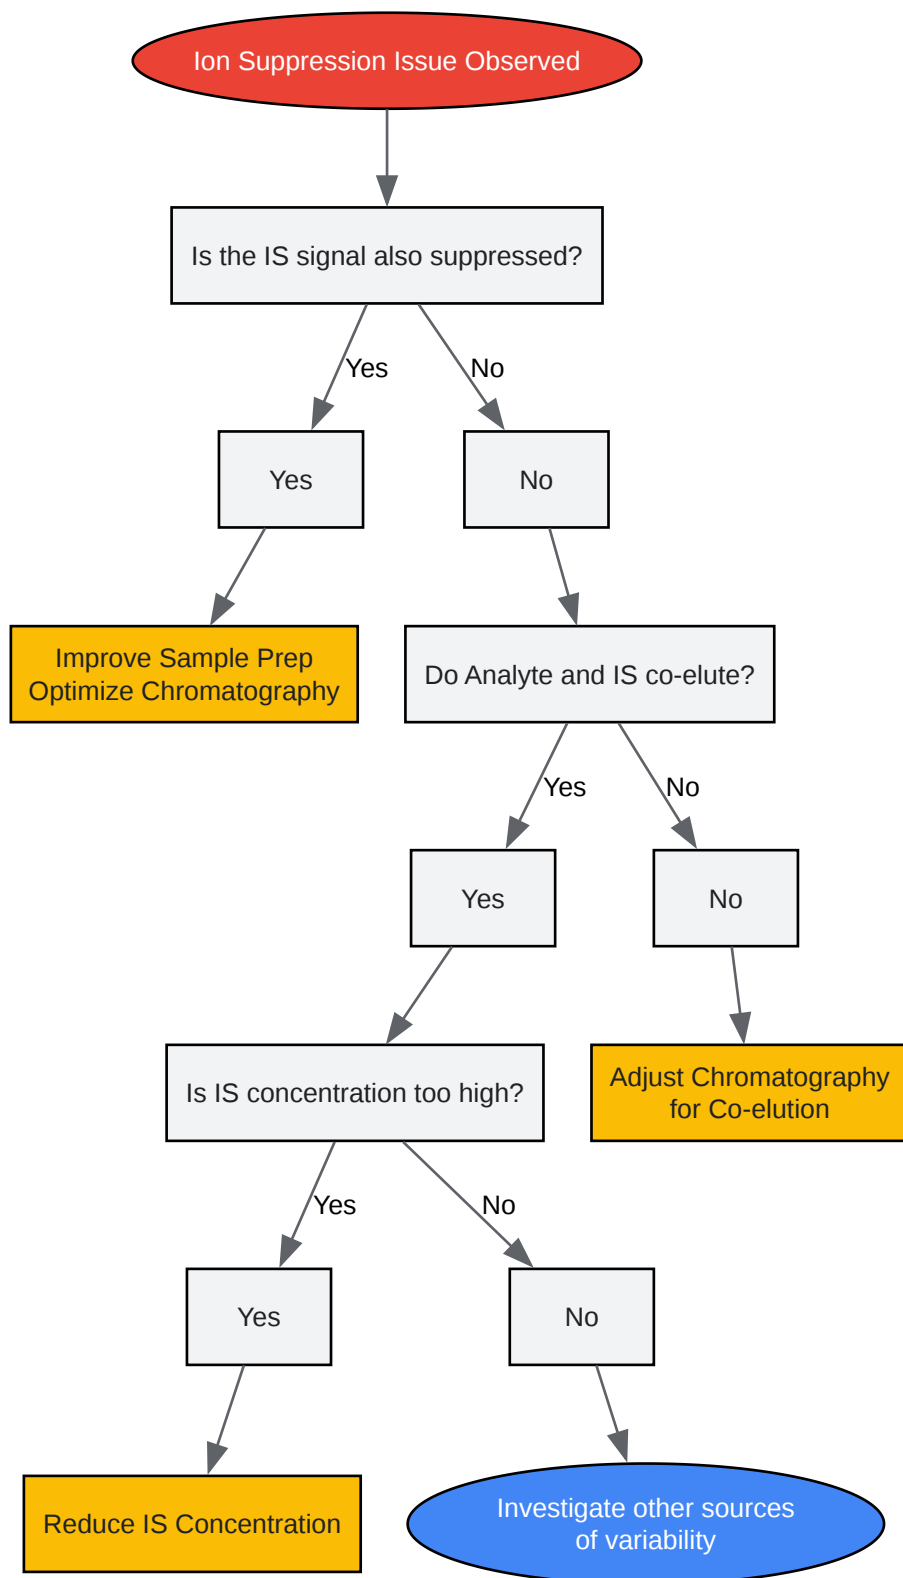 Ion Suppression Issue Observed
Is the IS signal also suppressed?
Yes
No
Yes
No
Improve Sample Prep
Optimize Chromatography
Do Analyte and IS co-elute?
Yes
No
Yes
No
Is IS concentration too high?
Adjust Chromatography
for Co-elution
Yes
No
Yes
No
Reduce IS Concentration
Investigate other sources
of variability